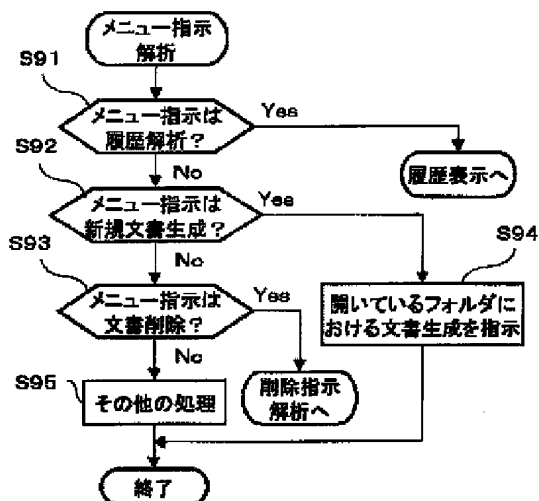 メニュー指示
解析
S91
メニュー指示は
履歴解析?
Yes
No
履歴表示へ
S92
メニュー指示は
新規文書生成?
Yes
No
S94
開いているフォルダに
おける文書生成を指示
S93
メニュー指示は
文書削除?
Yes
No
削除指示
解析へ
S95
その他の処理
終了